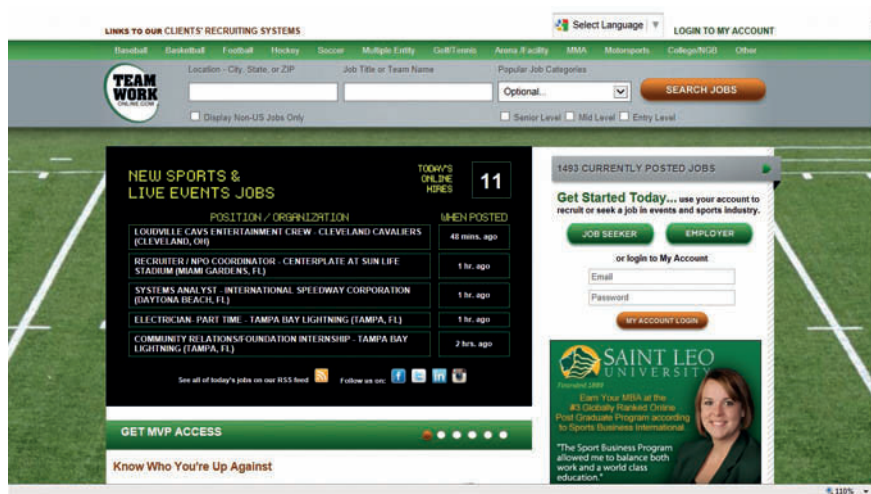 LINKS TO OUR CLIENTS' RECRUITING SYSTEMS
Select Language
LOGIN TO MY ACCOUNT
Baseball Basketball Football Hockey Soccer Multiple Entity Golf/Tennis Arena /Facility MMA Motorsports College/NGB Other
TEAM
WORK
ONLINE.COM
Location - City, State, or ZIP
Job Title or Team Name
Popular Job Categories
Optional...
SEARCH JOBS
Display Non-US Jobs Only
Senior Level Mid Level Entry Level
NEW SPORTS &
LIVE EVENTS JOBS
TODAY'S
ONLINE
HIRES
11
POSITION / ORGANIZATION WHEN POSTED
LOUDVILLE CAVS ENTERTAINMENT CREW - CLEVELAND CAVALIERS
(CLEVELAND, OH)
48 mins. ago
RECRUITER / NPO COORDINATOR - CENTERPLATE AT SUN LIFE
STADIUM (MIAMI GARDENS, FL)
1 hr. ago
SYSTEMS ANALYST - INTERNATIONAL SPEEDWAY CORPORATION
(DAYTONA BEACH, FL)
1 hr. ago
ELECTRICIAN- PART TIME - TAMPA BAY LIGHTNING (TAMPA, FL)
1 hr. ago
COMMUNITY RELATIONS/FOUNDATION INTERNSHIP - TAMPA BAY
LIGHTNING (TAMPA, FL)
2 hrs. ago
See all of today's jobs on our RSS feed
Follow us on:
GET MVP ACCESS
Know Who You're Up Against
1493 CURRENTLY POSTED JOBS
Get Started Today... use your account to
recruit or seek a job in events and sports industry.
JOB SEEKER
EMPLOYER
or login to My Account
Email
Password
MY ACCOUNT LOGIN
SAINT LEO
UNIVERSITY
Founded 1889
Earn Your MBA at the
#3 Globally Ranked Online
Post Graduate Program according
to Sports Business International
"The Sport Business Program
allowed me to balance both
work and a world class
education."
110%